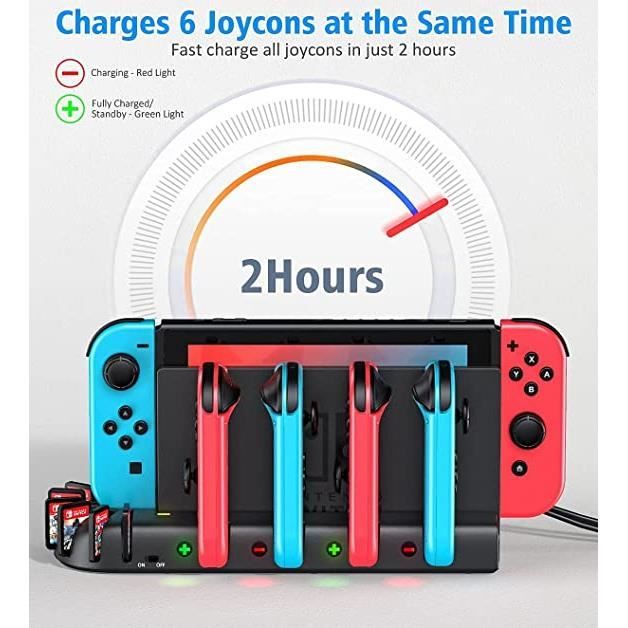 Charges 6 Joycons at the Same Time
Fast charge all joycons in just 2 hours
Charging - Red Light
Fully Charged/
Standby - Green Light
2Hours
X
Y
A
B
ON OFF